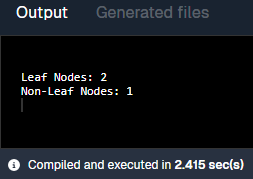 Output Generated files
Leaf Nodes: 2
Non-Leaf Nodes: 1
Compiled and executed in 2.415 sec(s)